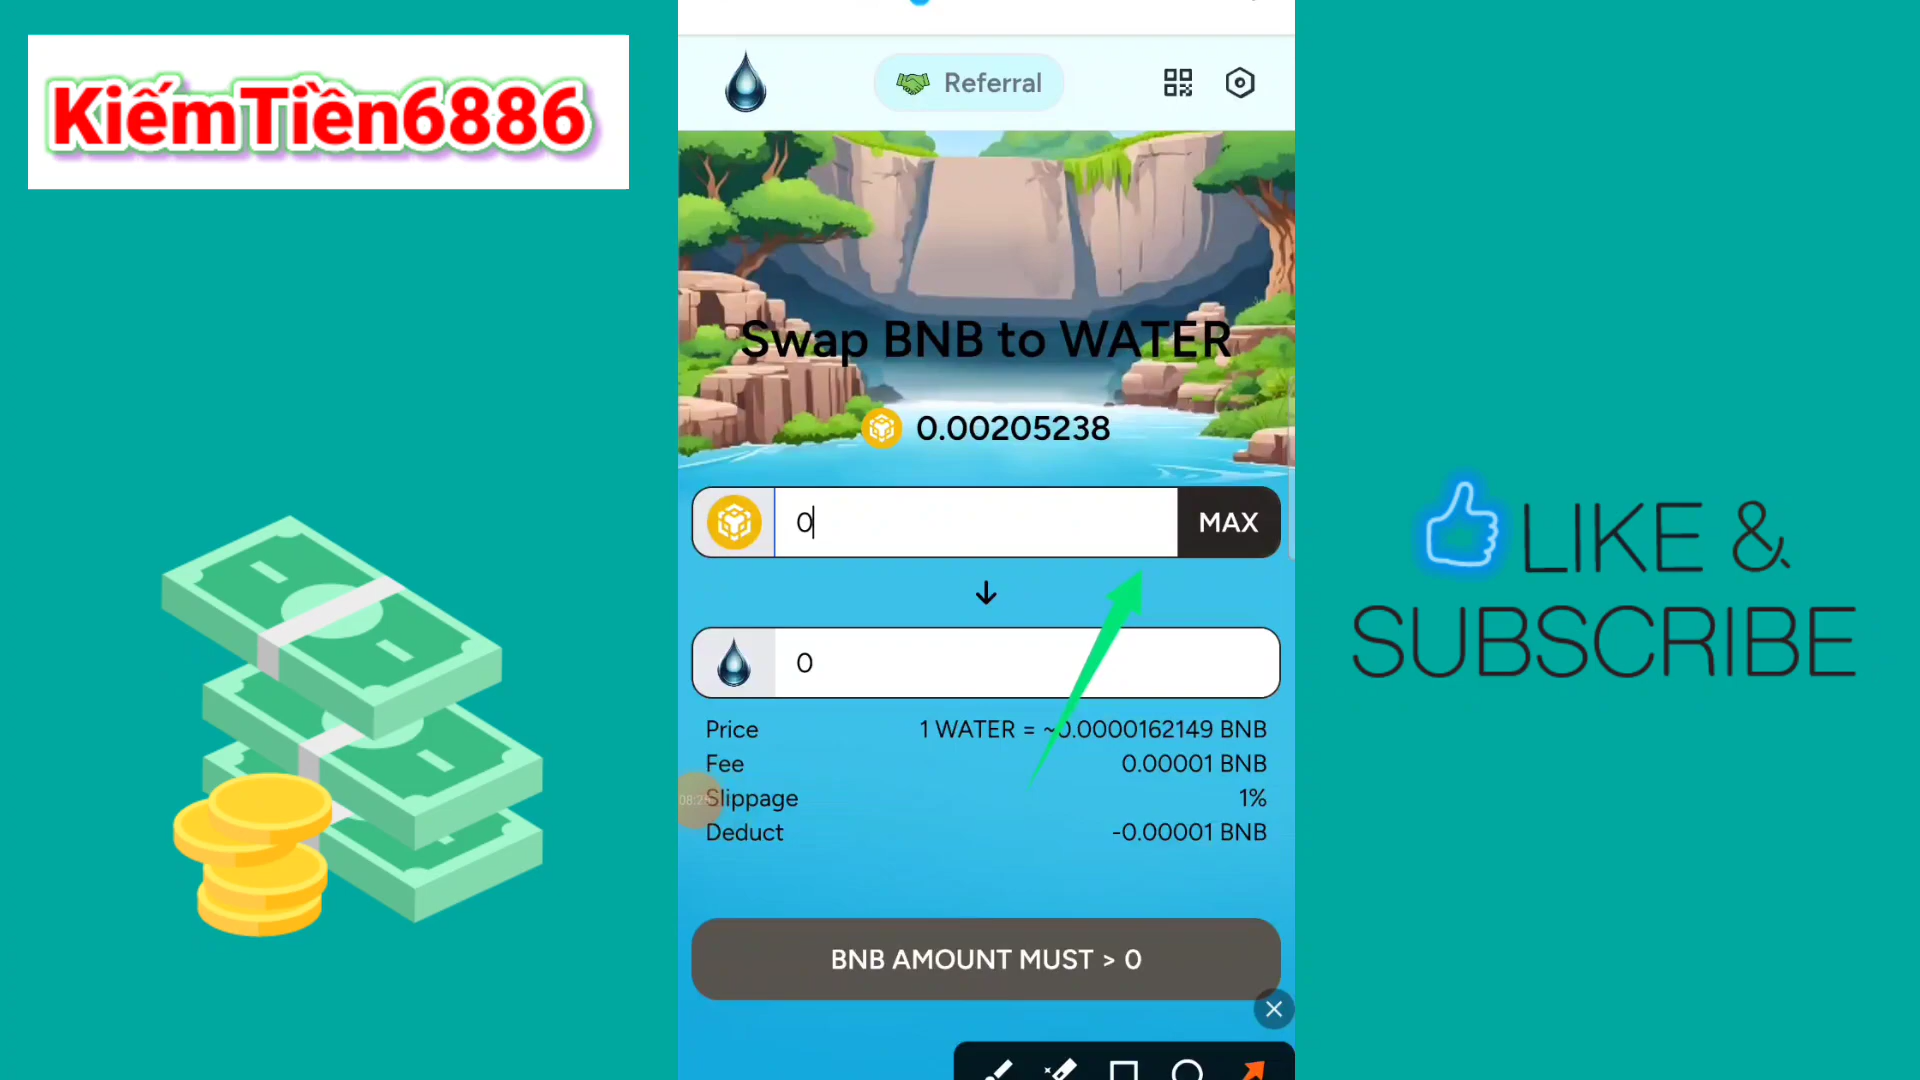 KiếmTiền6886
Referral
Swap BNB to WATER
0.00205238
0
MAX
0
Price 1 WATER = ~0.0000162149 BNB
Fee 0.00001 BNB
Slippage 1%
Deduct -0.00001 BNB
BNB AMOUNT MUST > 0
LIKE &
SUBSCRIBE